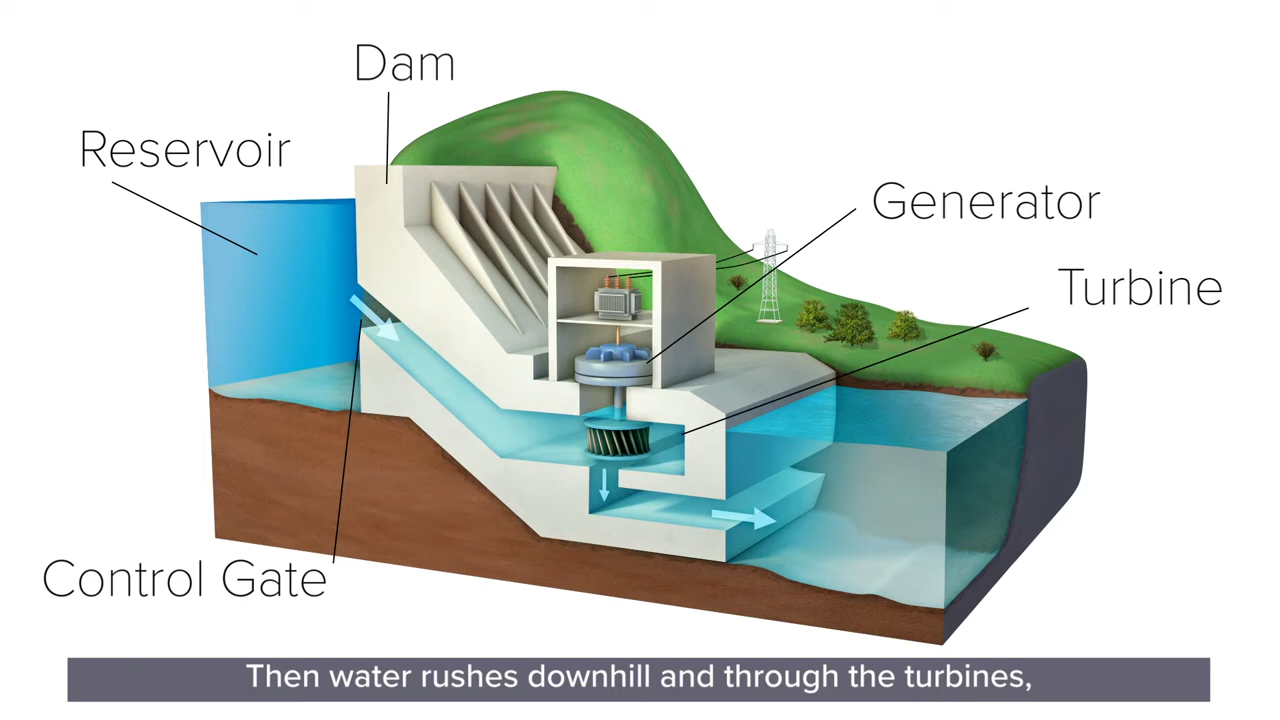 Dam
Reservoir
Generator
Turbine
Control Gate
Then water rushes downhill and through the turbines,